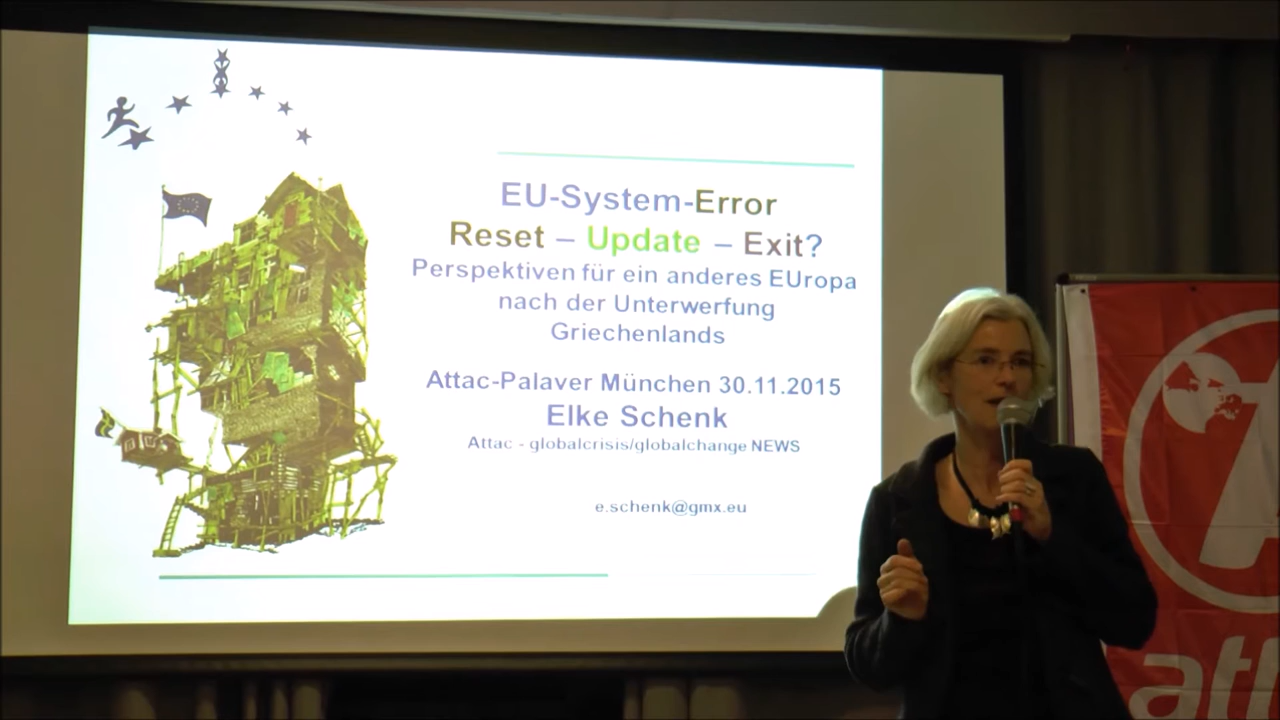 EU-System-Error
Reset – Update – Exit?
Perspektiven für ein anderes EUropa
nach der Unterwerfung
Griechenlands
Attac-Palaver München 30.11.2015
Elke Schenk
Attac - globalcrisis/globalchange NEWS
e.schenk@gmx.eu
att